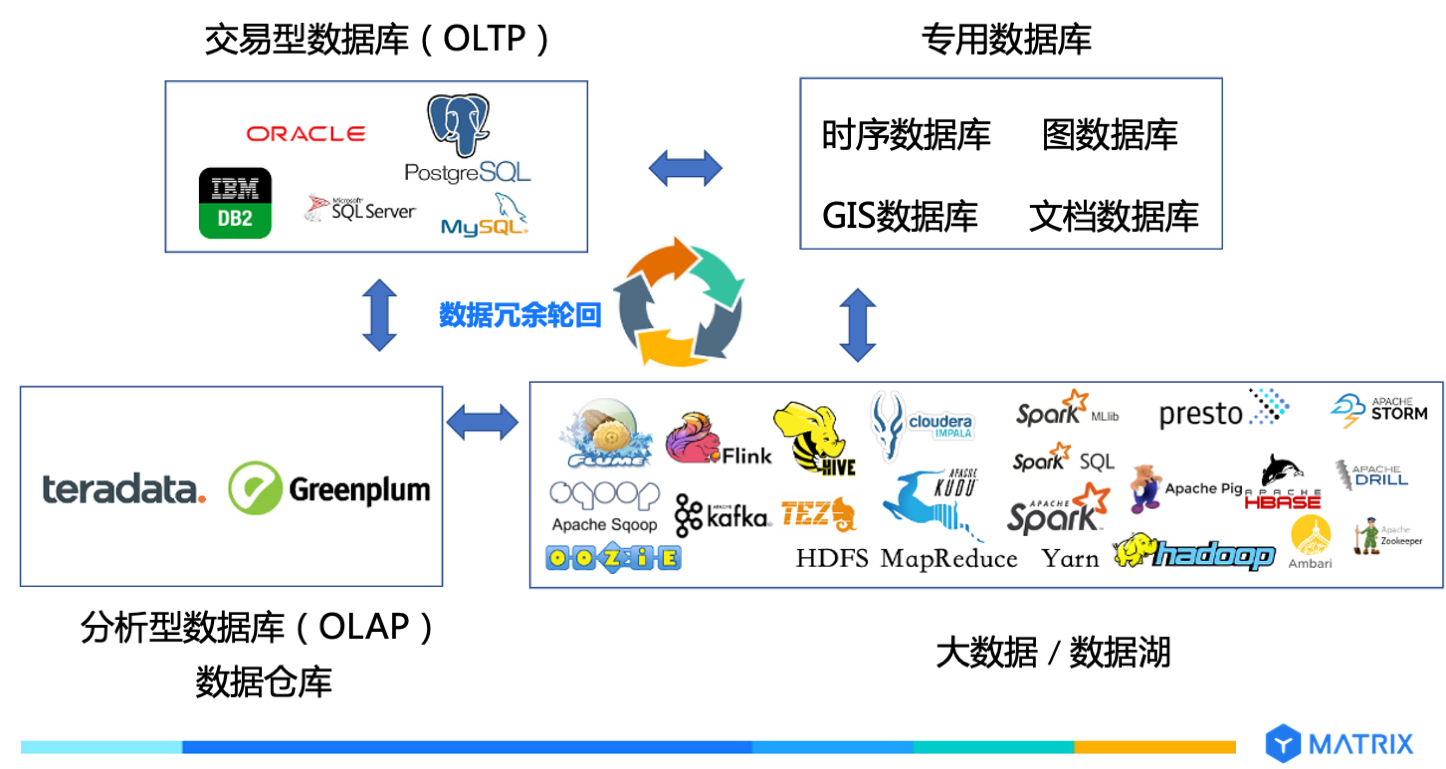 交易型数据库（OLTP）
专用数据库
ORACLE
PostgreSQL
IBM
DB2
Microsoft
SQL Server
MySQL
时序数据库 图数据库
GIS数据库 文档数据库
数据冗余轮回
teradata.
Greenplum
FLUME
Flink
HIVE
cloudera
IMPALA
Spark MLlib
presto
APACHE
STORM
sqoop
Apache Sqoop
APACHE
kafka
TEZ
APACHE
KUDU
Spark SQL
APACHE
Spark
Apache Pig
APACHE
HBASE
APACHE
DRILL
OOZIE
HDFS MapReduce Yarn
hadoop
Ambari
Apache
Zookeeper
分析型数据库（OLAP）
数据仓库
大数据 / 数据湖
Y MATRIX